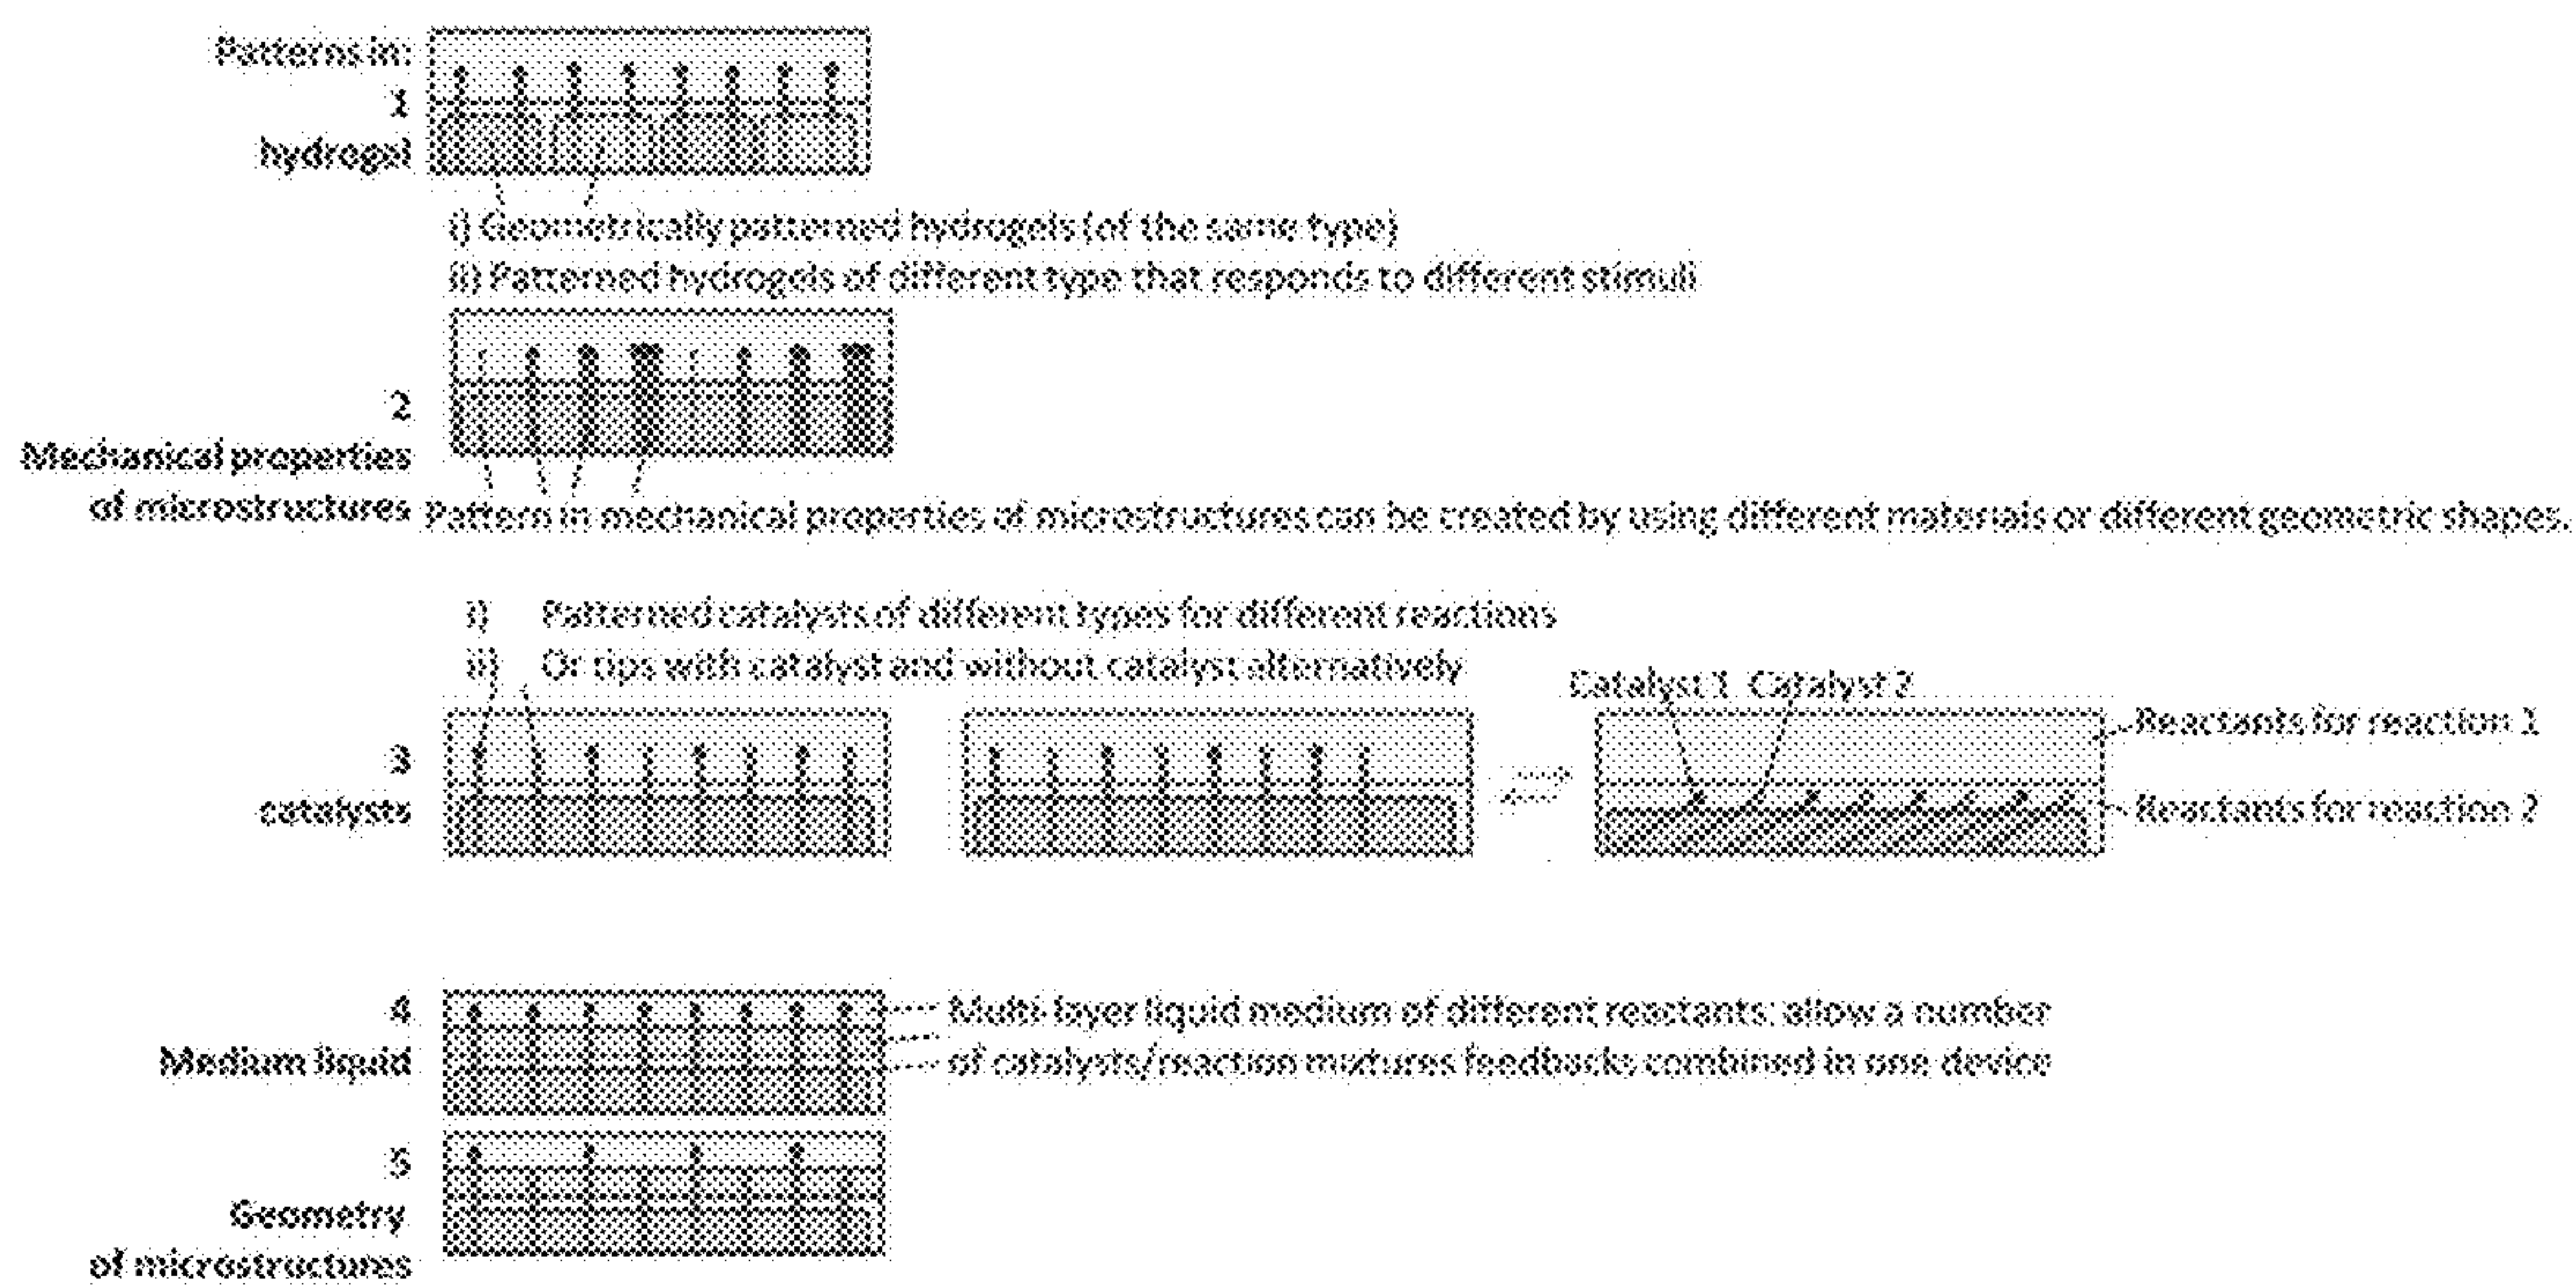 Patterns in:
1
hydrogel
i) Geometrically patterned hydrogels (of the same type)
ii) Patterned hydrogels of different type that responds to different stimuli
2
Mechanical properties
of microstructures
Pattern in mechanical properties of microstructures can be created by using different materials or different geometric shapes.
i) Patterned catalysts of different types for different reactions
ii) Or tips with catalyst and without catalyst alternatively
Catalyst 1 Catalyst 2
Reactants for reaction 1
3
catalysts
Reactants for reaction 2
4
Medium liquid
Multi-layer liquid medium of different reactants: allow a number
of catalysts/reaction mixtures feedbacks combined in one device
5
Geometry
of microstructures